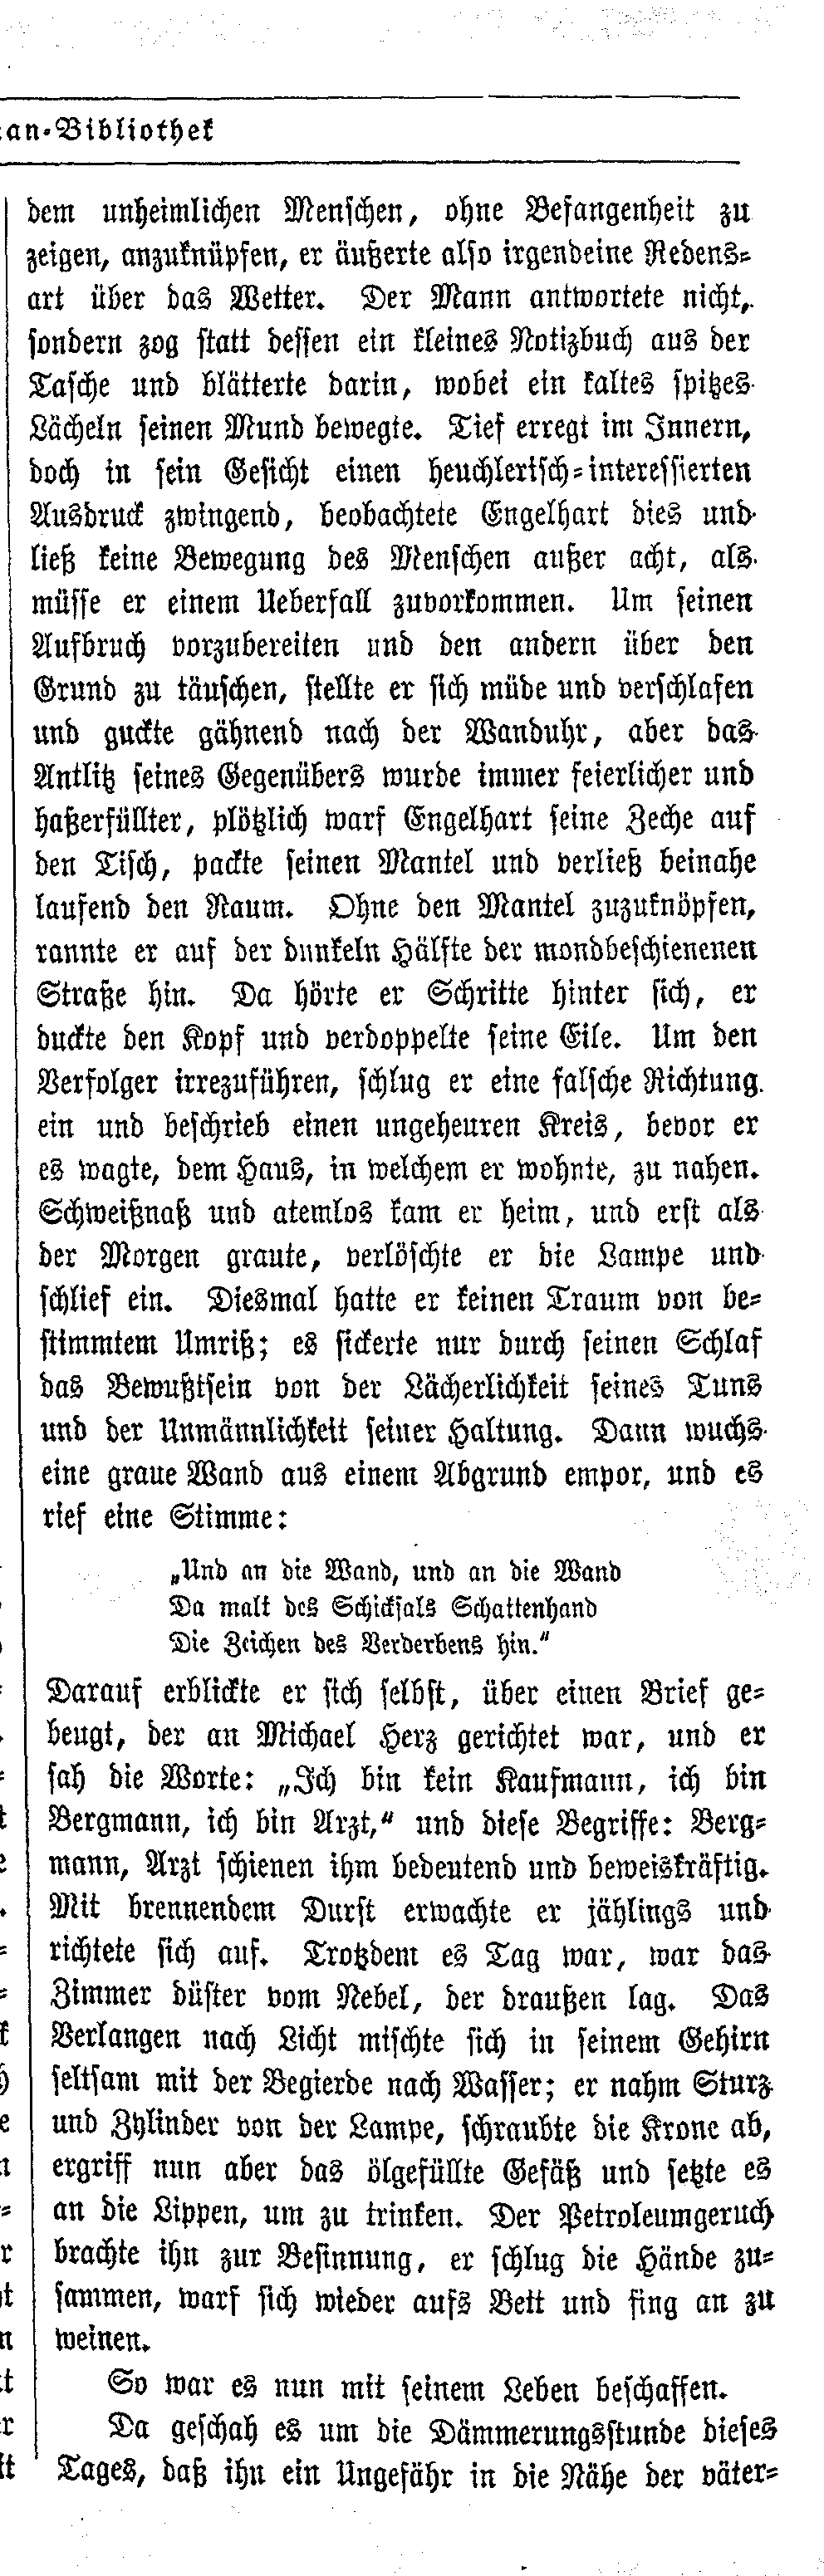 an-Bibliothek
dem unheimlichen Menschen, ohne Befangenheit zu
zeigen, anzuknüpfen, er äußerte also irgendeine Redens-
art über das Wetter. Der Mann antwortete nicht,
sondern zog statt dessen ein kleines Notizbuch aus der
Tasche und blätterte darin, wobei ein kaltes spitzes
Lächeln seinen Mund bewegte. Tief erregt im Innern,
doch in sein Gesicht einen heuchlerisch-interessierten
Ausdruck zwingend, beobachtete Engelhart dies und
ließ keine Bewegung des Menschen außer acht, als
müsse er einem Ueberfall zuvorkommen. Um seinen
Aufbruch vorzubereiten und den andern über den
Grund zu täuschen, stellte er sich müde und verschlafen
und guckte gähnend nach der Wanduhr, aber das
Antlitz seines Gegenübers wurde immer feierlicher und
haßerfüllter, plötzlich warf Engelhart seine Zeche auf
den Tisch, packte seinen Mantel und verließ beinahe
laufend den Raum. Ohne den Mantel zuzuknöpfen,
rannte er auf der dunkeln Hälfte der mondbeschienenen
Straße hin. Da hörte er Schritte hinter sich, er
duckte den Kopf und verdoppelte seine Eile. Um den
Verfolger irrezuführen, schlug er eine falsche Richtung
ein und beschrieb einen ungeheuren Kreis, bevor er
es wagte, dem Haus, in welchem er wohnte, zu nahen.
Schweißnaß und atemlos kam er heim, und erst als
der Morgen graute, verlöschte er die Lampe und
schlief ein. Diesmal hatte er keinen Traum von be-
stimmtem Umriß; es sickerte nur durch seinen Schlaf
das Bewußtsein von der Lächerlichkeit seines Tuns
und der Unmännlichkeit seiner Haltung. Dann wuchs
eine graue Wand aus einem Abgrund empor, und es
rief eine Stimme:
„Und an die Wand, und an die Wand
Da malt des Schicksals Schattenhand
Die Zeichen des Verderbens hin.“
Darauf erblickte er sich selbst, über einen Brief ge-
beugt, der an Michael Herz gerichtet war, und er
sah die Worte: „Ich bin kein Kaufmann, ich bin
Bergmann, ich bin Arzt,“ und diese Begriffe: Berg-
mann, Arzt schienen ihm bedeutend und beweiskräftig.
Mit brennendem Durst erwachte er jählings und
richtete sich auf. Trotzdem es Tag war, war das
Zimmer düster vom Nebel, der draußen lag. Das
Verlangen nach Licht mischte sich in seinem Gehirn
seltsam mit der Begierde nach Wasser; er nahm Sturz
und Zylinder von der Lampe, schraubte die Krone ab,
ergriff nun aber das ölgefüllte Gefäß und setzte es
an die Lippen, um zu trinken. Der Petroleumgeruch
brachte ihn zur Besinnung, er schlug die Hände zu-
sammen, warf sich wieder aufs Bett und fing an zu
weinen.
So war es nun mit seinem Leben beschaffen.
Da geschah es um die Dämmerungsstunde dieses
Tages, daß ihn ein Ungefähr in die Nähe der väter-